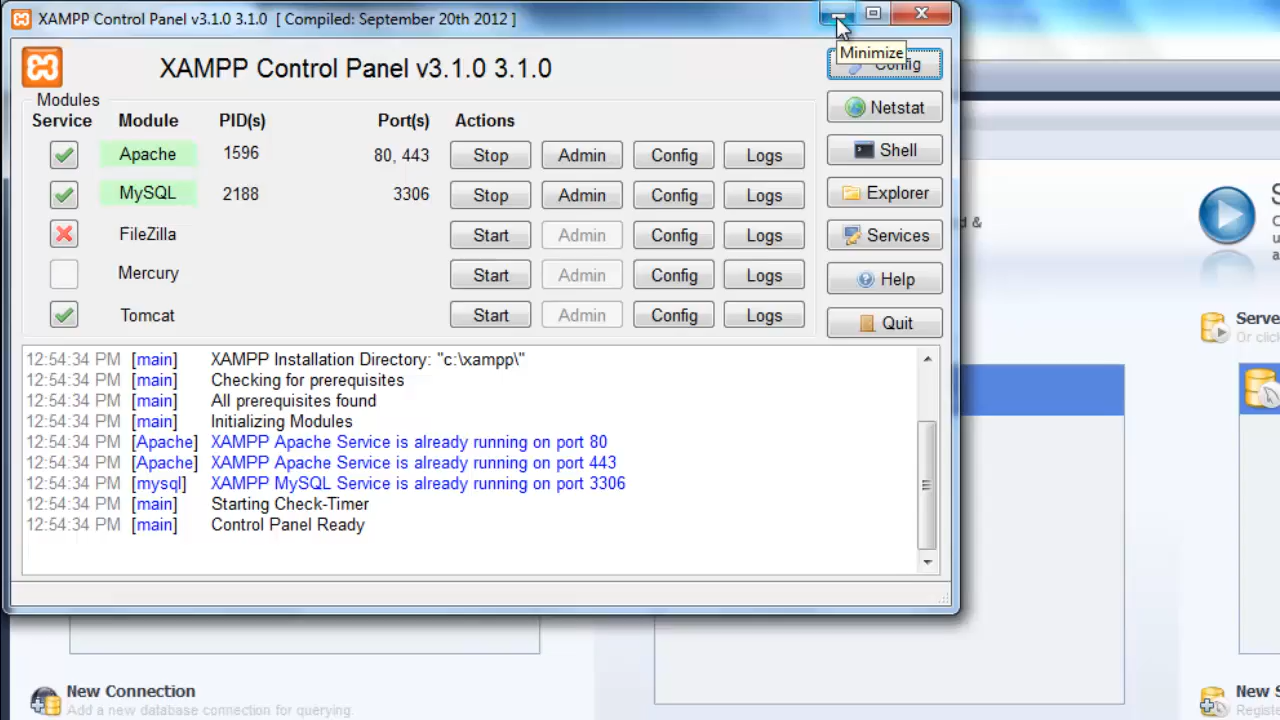 XAMPP Control Panel v3.1.0 3.1.0 [ Compiled: September 20th 2012 ]
Minimize
XAMPP Control Panel v3.1.0 3.1.0
Config
Modules
Service Module PID(s) Port(s) Actions
Netstat
Apache 1596 80, 443 Stop Admin Config Logs
Shell
MySQL 2188 3306 Stop Admin Config Logs
Explorer
FileZilla Start Admin Config Logs
Services
Mercury Start Admin Config Logs
Help
Tomcat Start Admin Config Logs
Quit
12:54:34 PM [main] XAMPP Installation Directory: "c:\xampp\"
12:54:34 PM [main] Checking for prerequisites
12:54:34 PM [main] All prerequisites found
12:54:34 PM [main] Initializing Modules
12:54:34 PM [Apache] XAMPP Apache Service is already running on port 80
12:54:34 PM [Apache] XAMPP Apache Service is already running on port 443
12:54:34 PM [mysql] XAMPP MySQL Service is already running on port 3306
12:54:34 PM [main] Starting Check-Timer
12:54:34 PM [main] Control Panel Ready
&
Or
New Connection
Add a new database connection for querying.
New